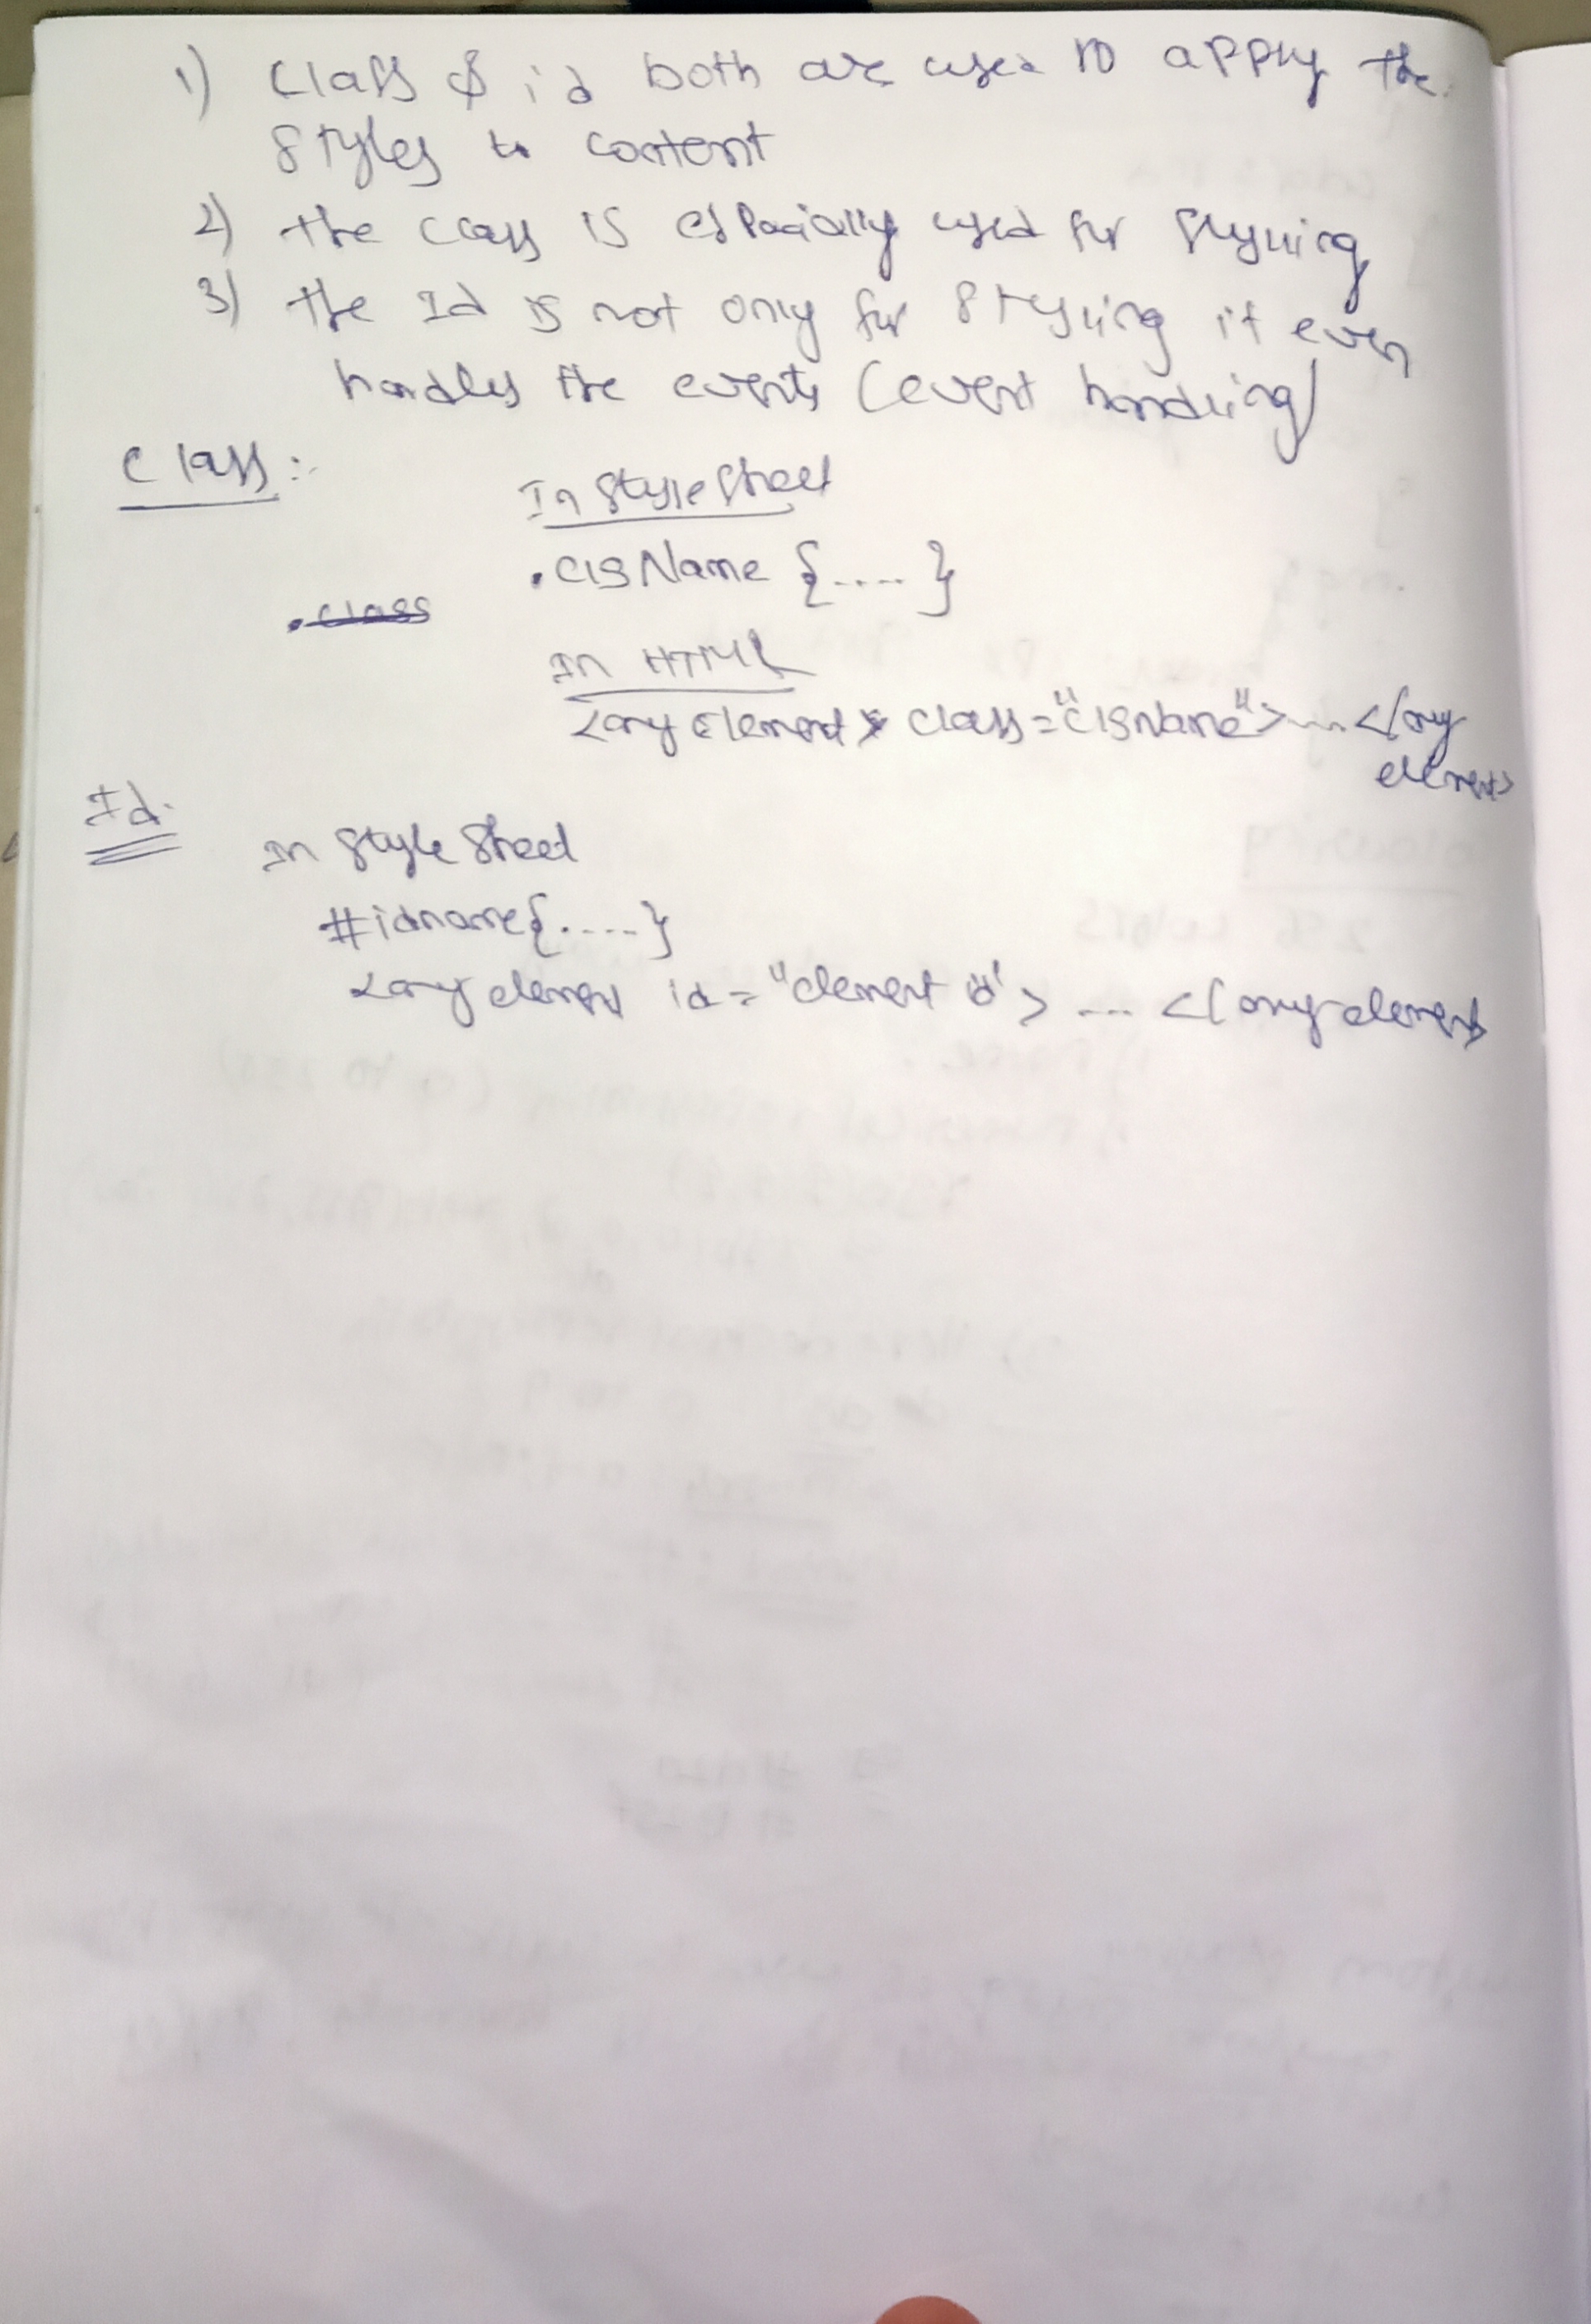 1) Class & id both are used to apply the
styles to content
2) the class is espacially used for styling
3) the Id is not only for styling it even
handles the events (event handling)
Class:
In Style Sheet
.clsName {.....}
.class
In HTML
<any element class="clsName">....</any
element>
Id:
In Style Sheet
#idname{.....}
<any element id="element id"> ... </any element>